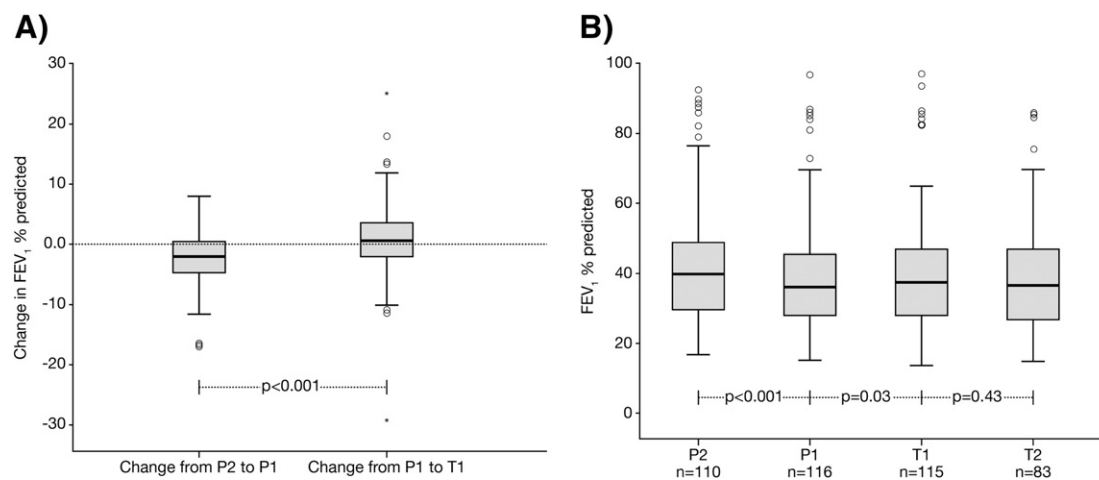 A)
30
20
10
0.0
-10
-20
-30
Change in FEV₁ % predicted
p<0.001
Change from P2 to P1
Change from P1 to T1
B)
100
80
60
40
20
0
FEV₁ % predicted
p<0.001
p=0.03
p=0.43
P2
n=110
P1
n=116
T1
n=115
T2
n=83